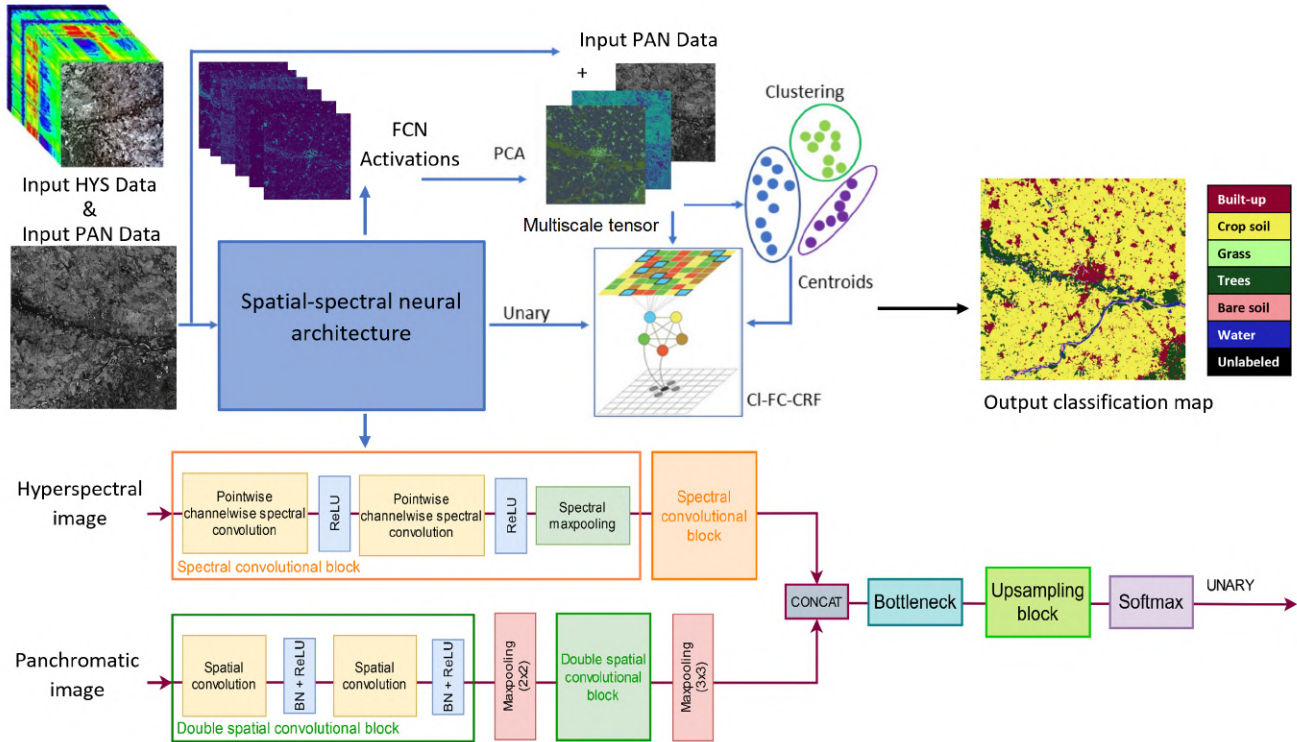 Input HYS Data
&
Input PAN Data
FCN
Activations
PCA
Input PAN Data
+
Multiscale tensor
Clustering
Centroids
Spatial-spectral neural
architecture
Unary
Cl-FC-CRF
Output classification map
Built-up
Crop soil
Grass
Trees
Bare soil
Water
Unlabeled
Hyperspectral
image
Pointwise
channelwise spectral
convolution
ReLU
Pointwise
channelwise spectral
convolution
ReLU
Spectral
maxpooling
Spectral convolutional block
Spectral
convolutional
block
CONCAT
Bottleneck
Upsampling
block
Softmax
UNARY
Panchromatic
image
Spatial
convolution
BN + ReLU
Spatial
convolution
BN + ReLU
Double spatial convolutional block
Maxpooling
(2x2)
Double spatial
convolutional
block
Maxpooling
(3x3)